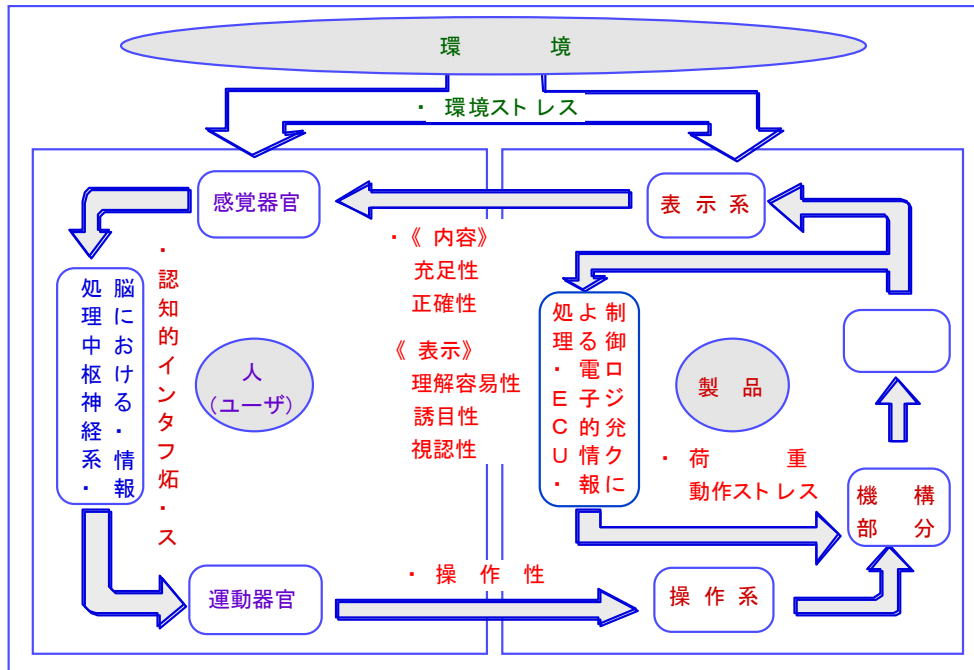 環 境
・ 環境ストレス
感覚器官
表 示 系
・《 内容》
充足性
正確性
《 表示》
理解容易性
誘目性
視認性
・認知的インタフ炻・ス
脳における・情報
処理中枢神経系・
人
(ユーザ)
制御ロジ兊クに
よる・電子的情報
処理・ECU・
製 品
・ 荷 重
動作ストレス
機 構
部 分
・ 操 作 性
運動器官
操 作 系